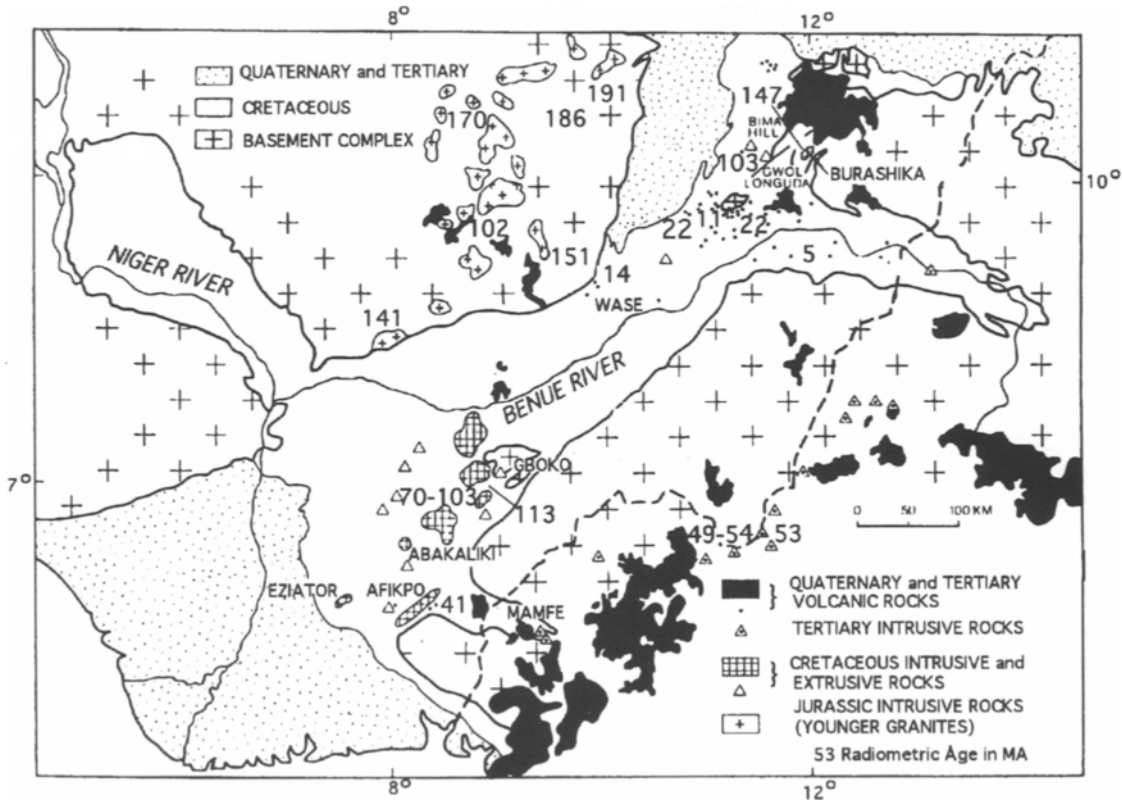 8°
12°
QUATERNARY and TERTIARY
CRETACEOUS
BASEMENT COMPLEX
191
170
186
147
BIMA
HILL
103
GWOL
LONGUDA
BURASHIKA
10°
102
22
11
22
151
5
14
WASE
NIGER RIVER
141
BENUE RIVER
7°
GBOKO
70-103
113
ABAKALIKI
49-54
53
0 50 100 KM
EZIATOR
AFIKPO
41
MAMFE
QUATERNARY and TERTIARY
VOLCANIC ROCKS
TERTIARY INTRUSIVE ROCKS
CRETACEOUS INTRUSIVE and
EXTRUSIVE ROCKS
JURASSIC INTRUSIVE ROCKS
(YOUNGER GRANITES)
53 Radiometric Age in MA
8°
12°